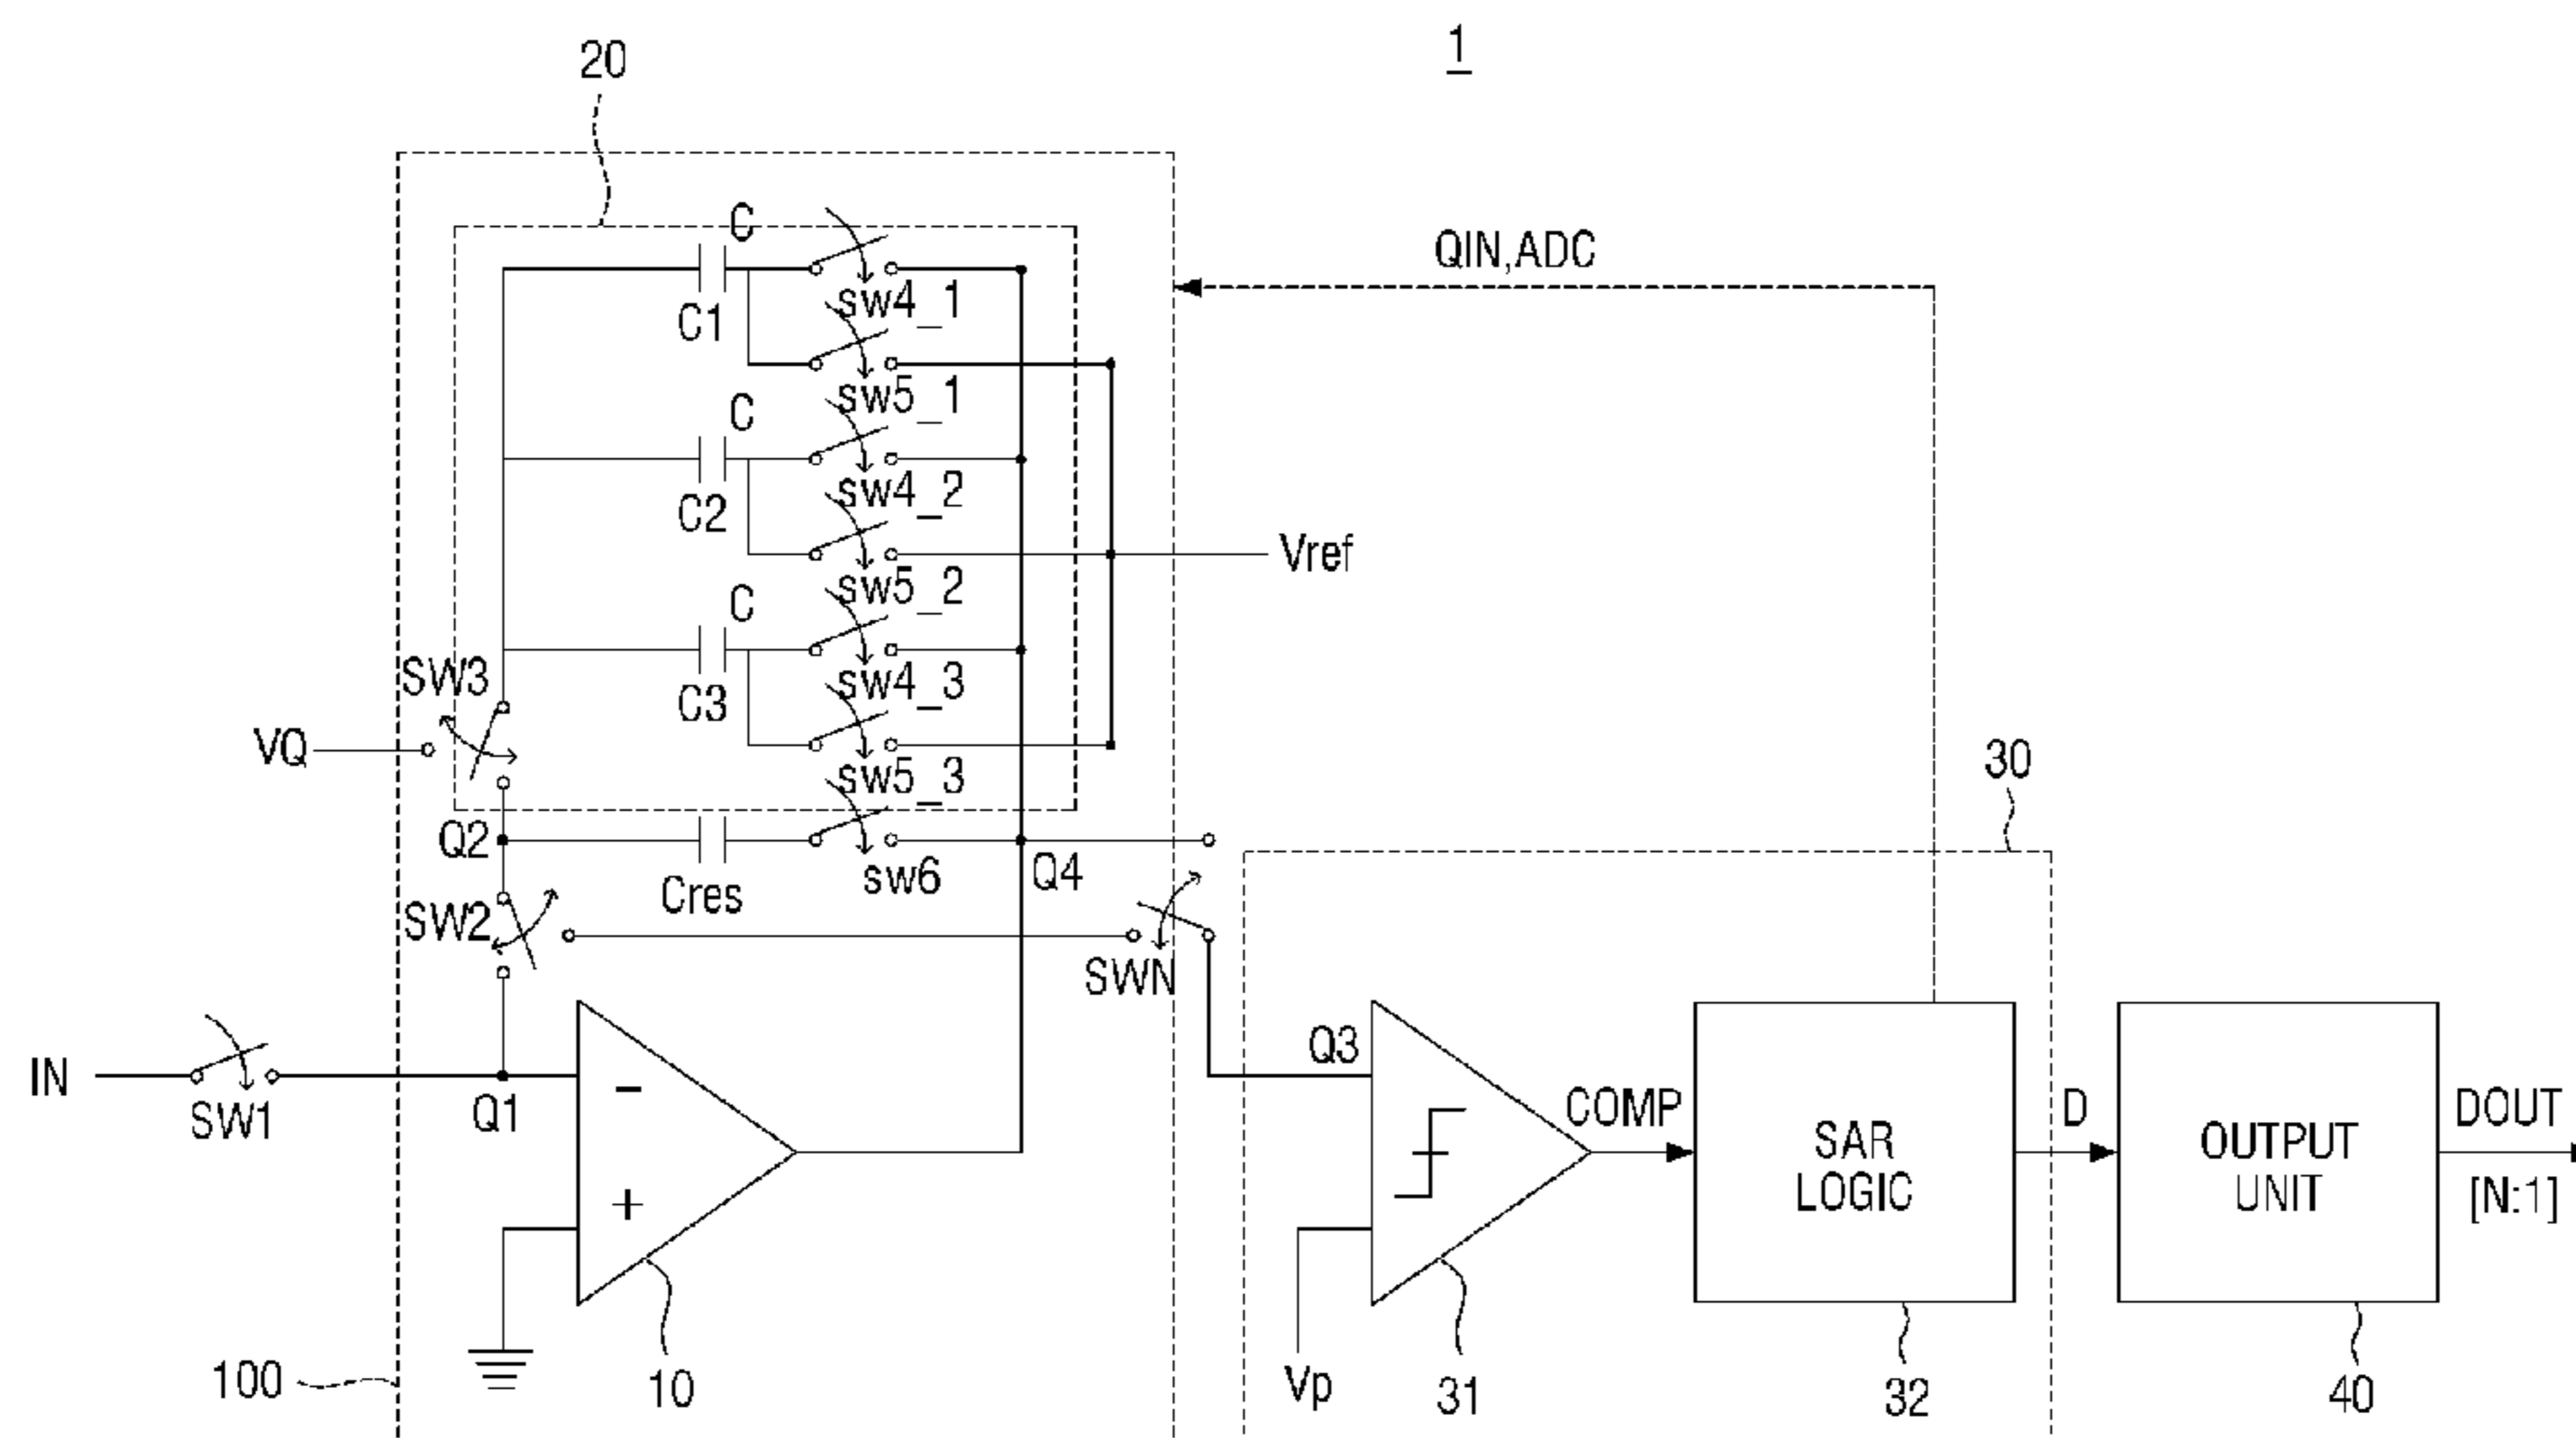 1
20
C
C1
sw4_1
sw5_1
QIN,ADC
C
C2
sw4_2
sw5_2
Vref
C
C3
sw4_3
sw5_3
SW3
VQ
30
Q2
Cres
sw6
Q4
SW2
SWN
IN
SW1
Q1
−
+
10
100
Q3
Vp
31
COMP
SAR
LOGIC
32
D
OUTPUT
UNIT
40
DOUT
[N:1]